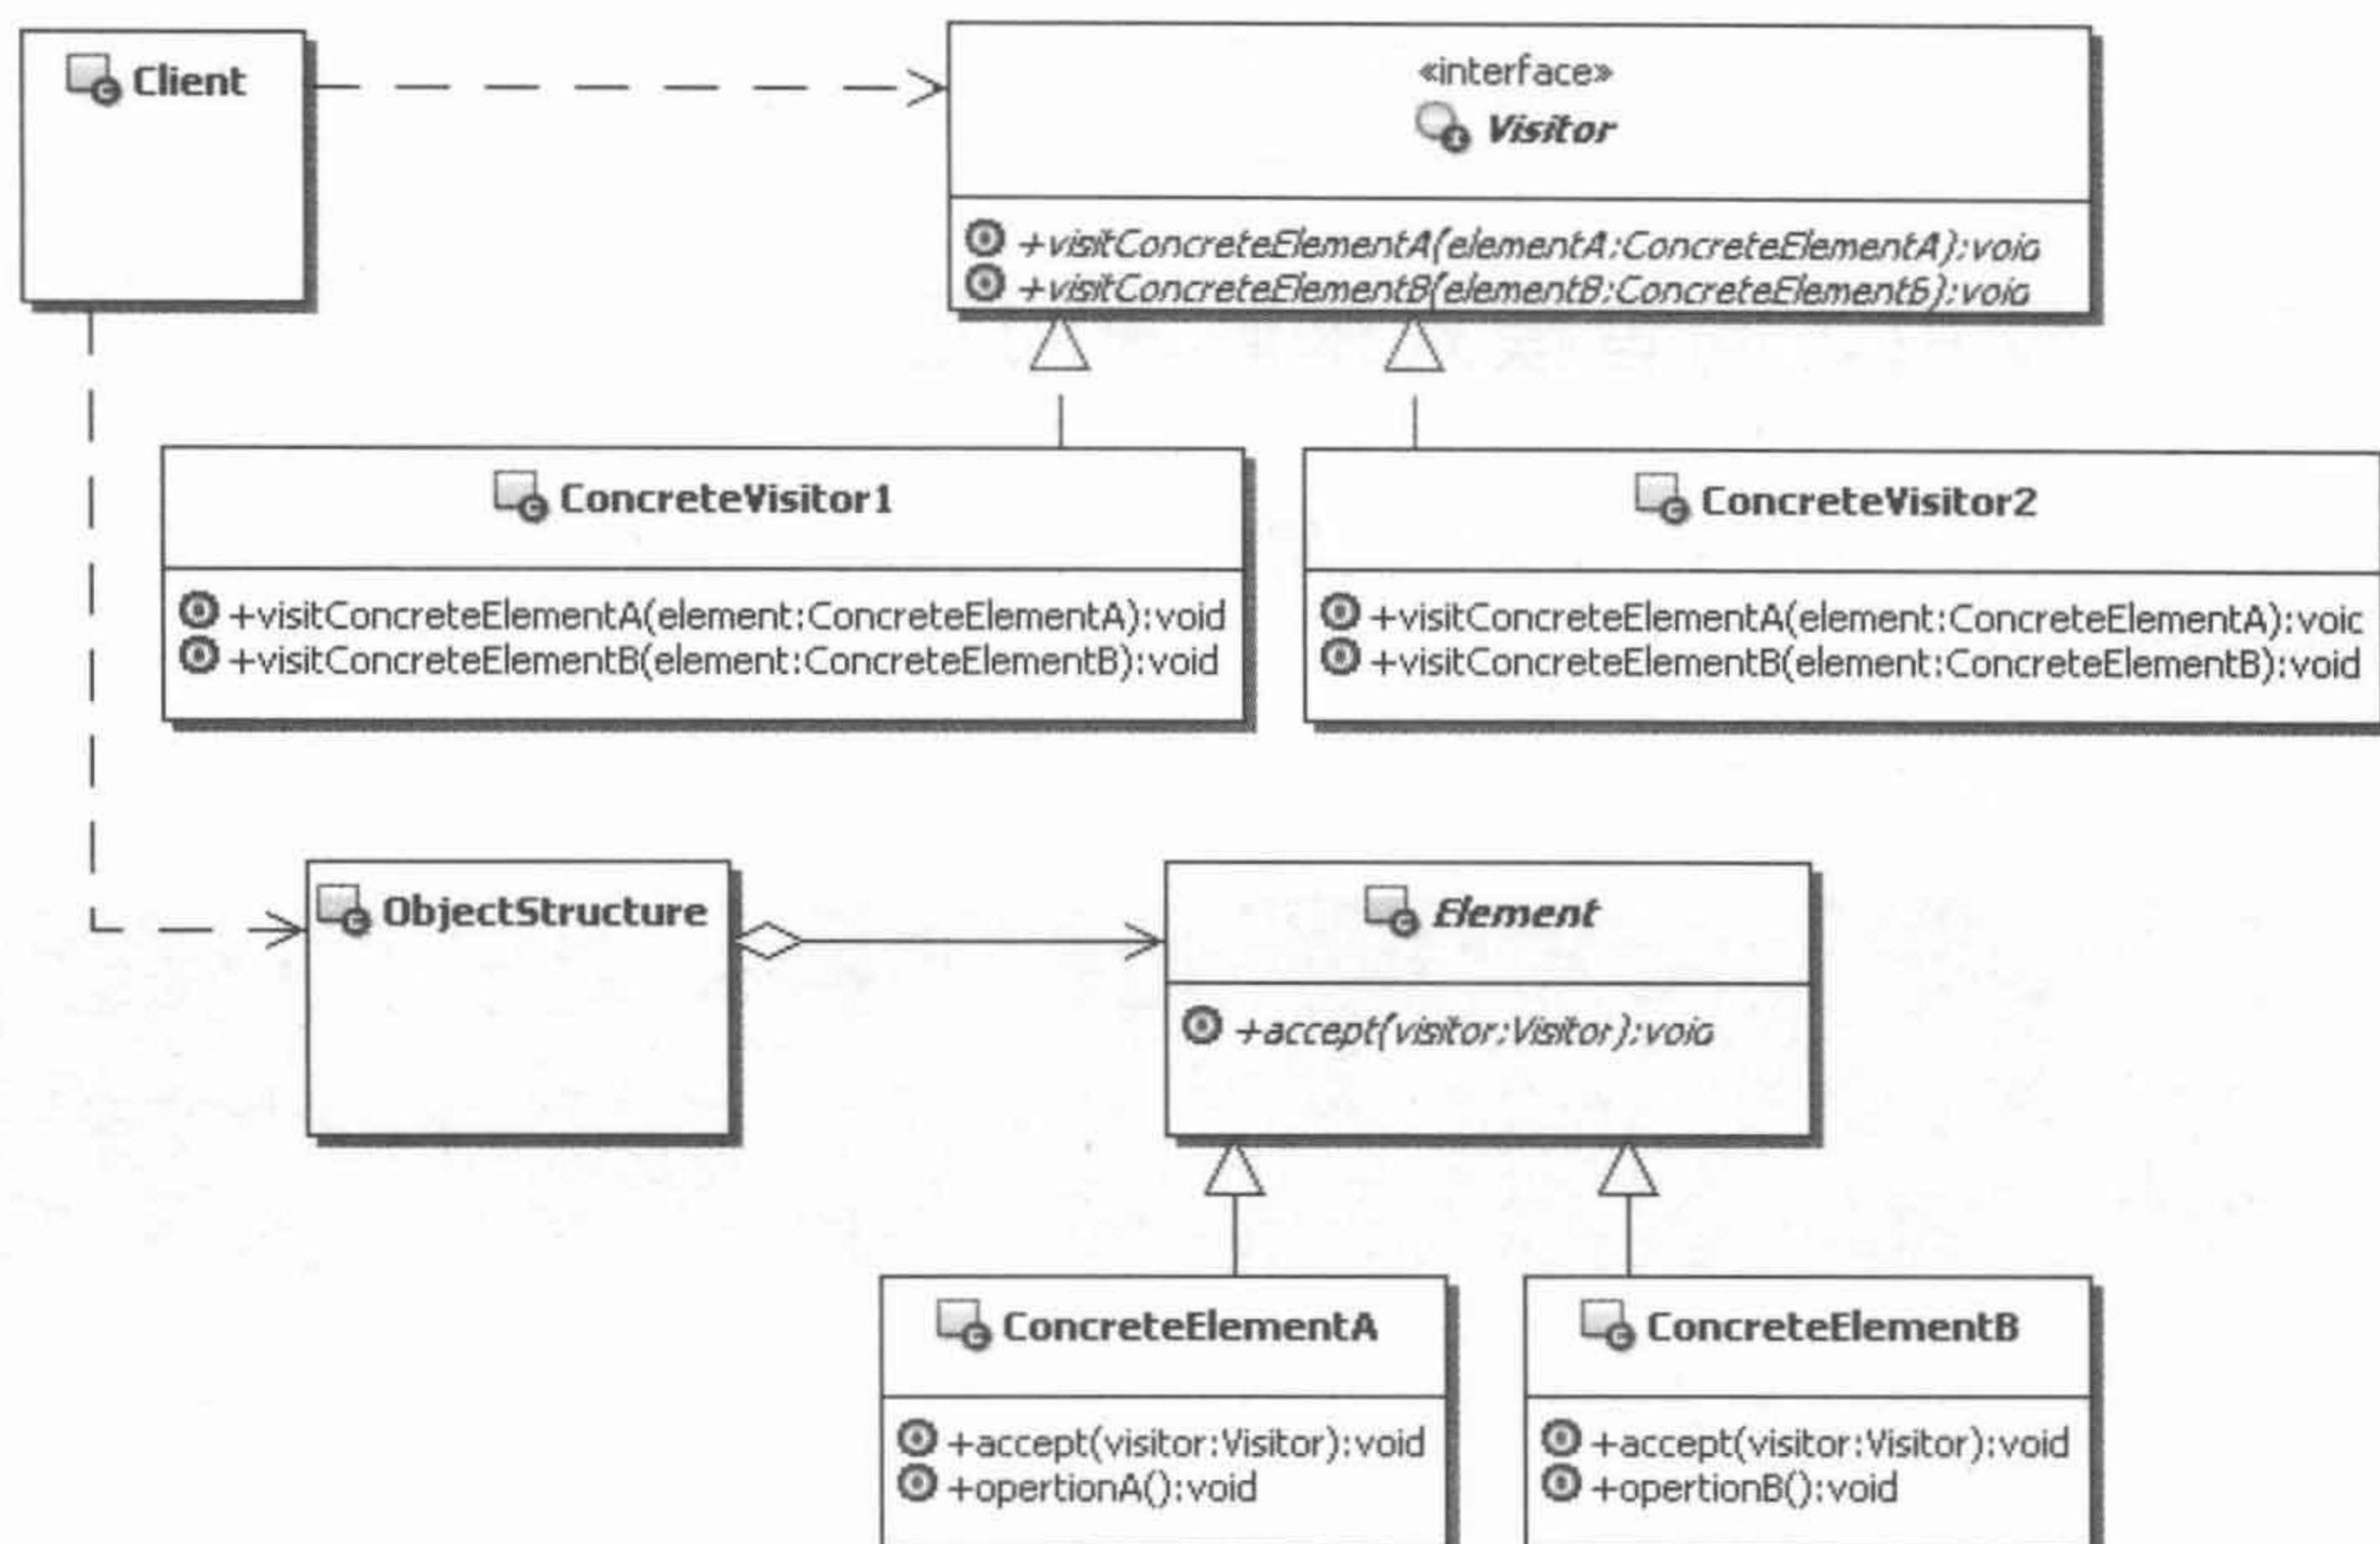 Client
«interface»
Visitor
+visitConcreteElementA(elementA:ConcreteElementA):void
+visitConcreteElementB(elementB:ConcreteElementB):void
ConcreteVisitor1
+visitConcreteElementA(element:ConcreteElementA):void
+visitConcreteElementB(element:ConcreteElementB):void
ConcreteVisitor2
+visitConcreteElementA(element:ConcreteElementA):void
+visitConcreteElementB(element:ConcreteElementB):void
ObjectStructure
Element
+accept(visitor:Visitor):void
ConcreteElementA
+accept(visitor:Visitor):void
+opertionA():void
ConcreteElementB
+accept(visitor:Visitor):void
+opertionB():void